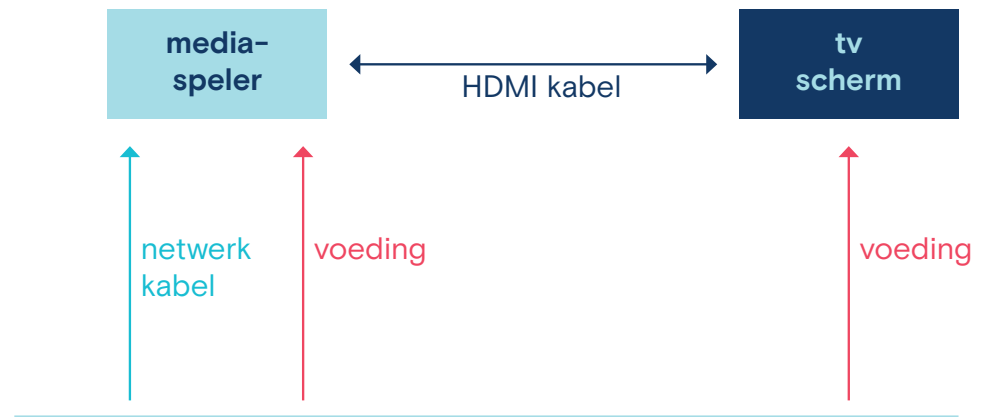 media-
speler
HDMI kabel
tv
scherm
netwerk
kabel
voeding
voeding